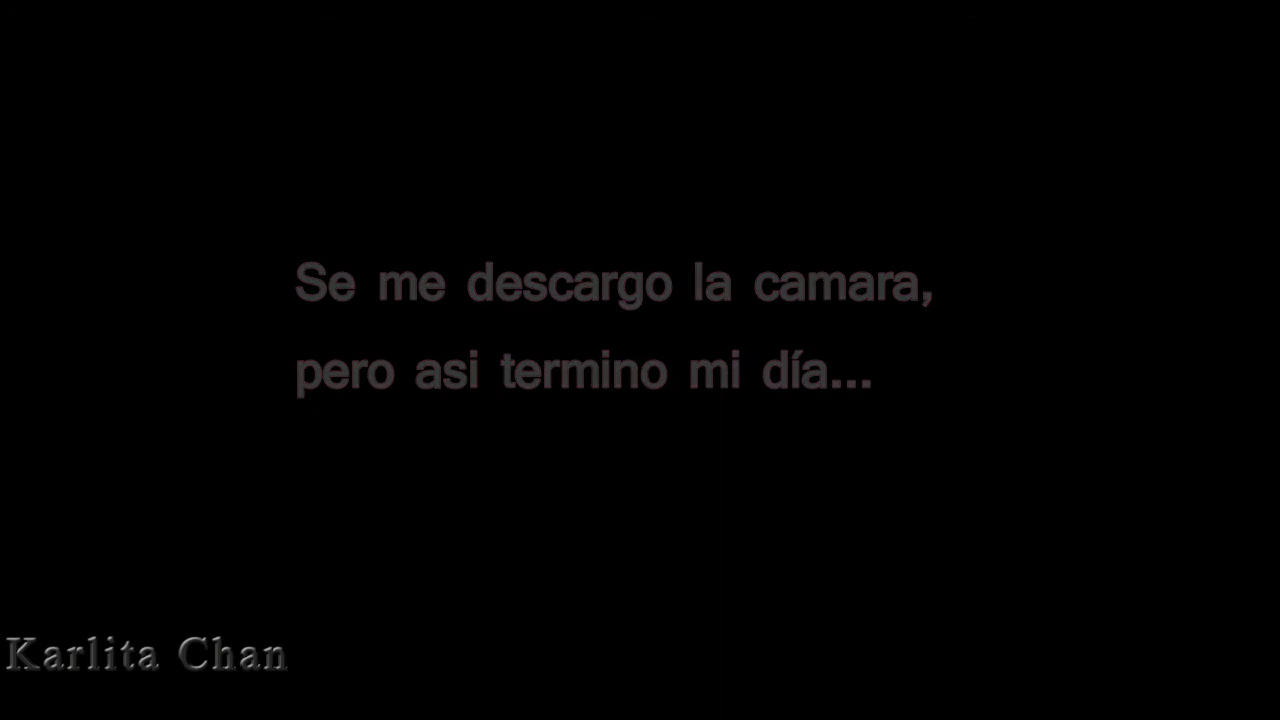 Se me descargo la camara,
pero asi termino mi día...
Karlita Chan